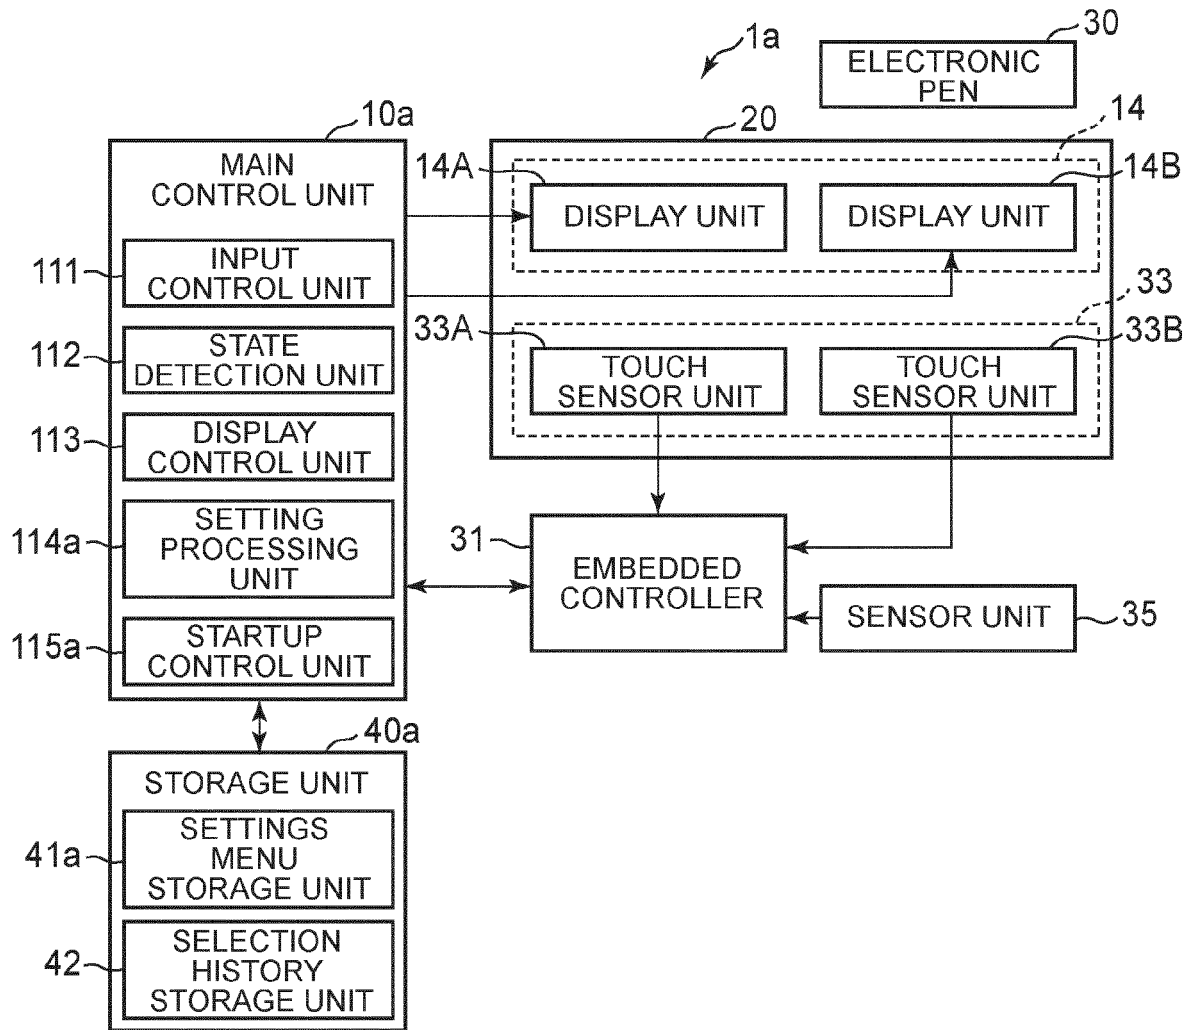 1a
30
ELECTRONIC
PEN
10a
20
14
MAIN
CONTROL UNIT
14A
14B
DISPLAY UNIT
DISPLAY UNIT
111
INPUT
CONTROL UNIT
33
33A
33B
112
STATE
DETECTION UNIT
TOUCH
SENSOR UNIT
TOUCH
SENSOR UNIT
113
DISPLAY
CONTROL UNIT
114a
SETTING
PROCESSING
UNIT
31
EMBEDDED
CONTROLLER
SENSOR UNIT
35
115a
STARTUP
CONTROL UNIT
40a
STORAGE UNIT
41a
SETTINGS
MENU
STORAGE UNIT
42
SELECTION
HISTORY
STORAGE UNIT